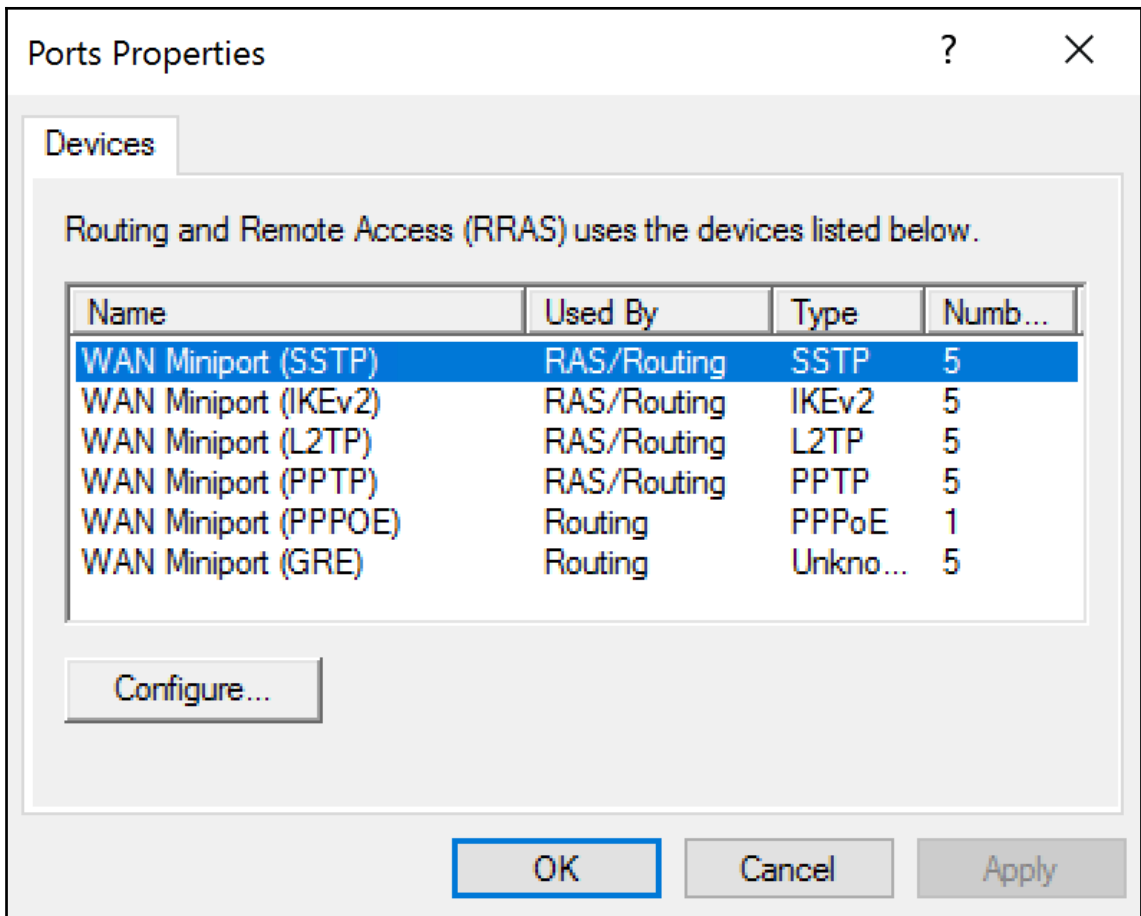 Ports Properties ?
Devices
Routing and Remote Access (RRAS) uses the devices listed below.
Name Used By Type Numb...
WAN Miniport (SSTP) RAS/Routing SSTP 5
WAN Miniport (IKEv2) RAS/Routing IKEv2 5
WAN Miniport (L2TP) RAS/Routing L2TP 5
WAN Miniport (PPTP) RAS/Routing PPTP 5
WAN Miniport (PPPOE) Routing PPPoE 1
WAN Miniport (GRE) Routing Unkno... 5
Configure...
OK Cancel Apply